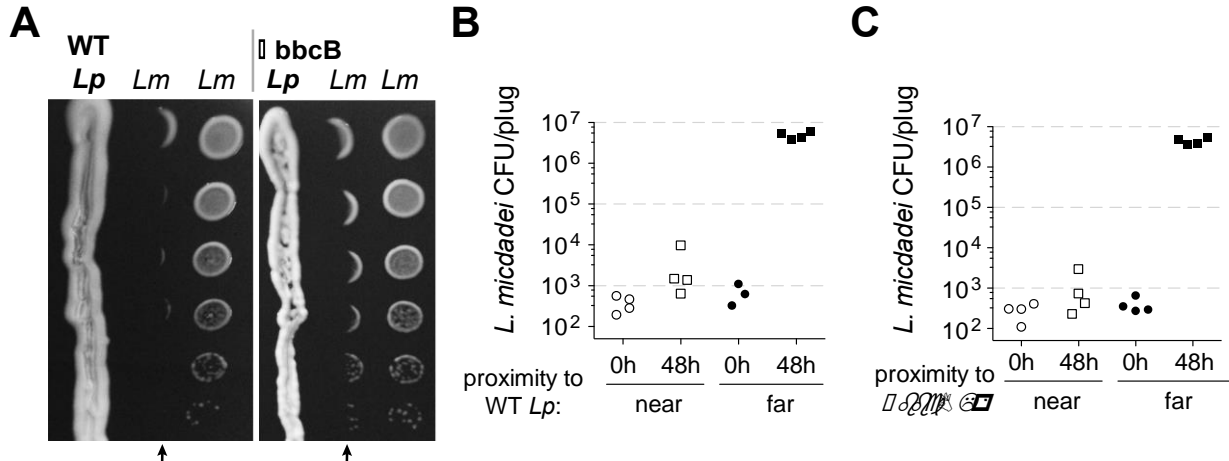 A
WT
Lp Lm Lm
bbcB
Lp Lm Lm
B
L. micdadei CFU/plug
10⁷
10⁶
10⁵
10⁴
10³
10²
0h 48h 0h 48h
proximity to
WT Lp:
near far
C
L. micdadei CFU/plug
10⁷
10⁶
10⁵
10⁴
10³
10²
0h 48h 0h 48h
proximity to
near far